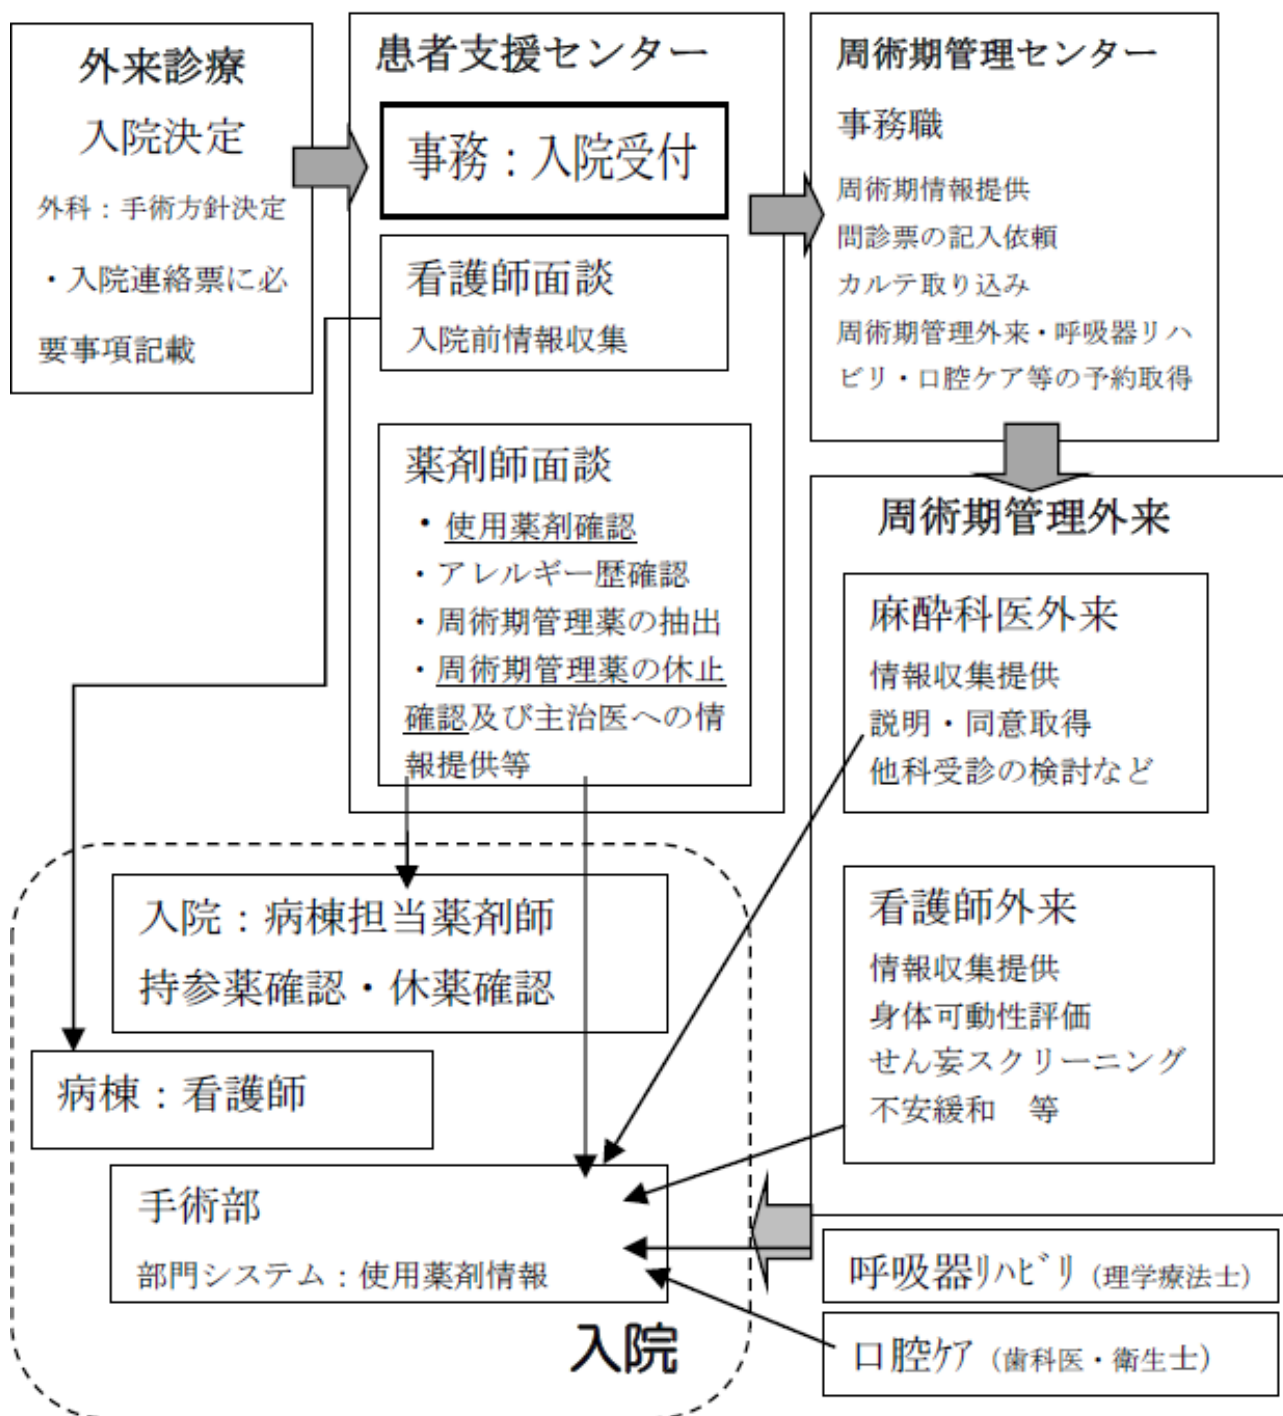 外来診療
入院決定
外科：手術方針決定
・入院連絡票に必
要事項記載
患者支援センター
事務：入院受付
看護師面談
入院前情報収集
薬剤師面談
・使用薬剤確認
・アレルギー歴確認
・周術期管理薬の抽出
・周術期管理薬の休止
確認及び主治医への情
報提供等
周術期管理センター
事務職
周術期情報提供
問診票の記入依頼
カルテ取り込み
周術期管理外来・呼吸器リハ
ビリ・口腔ケア等の予約取得
周術期管理外来
麻酔科医外来
情報収集提供
説明・同意取得
他科受診の検討など
看護師外来
情報収集提供
身体可動性評価
せん妄スクリーニング
不安緩和　等
呼吸器ﾘﾊﾋﾞﾘ（理学療法士）
口腔ｹｱ（歯科医・衛生士）
入院：病棟担当薬剤師
持参薬確認・休薬確認
病棟：看護師
手術部
部門システム：使用薬剤情報
入院